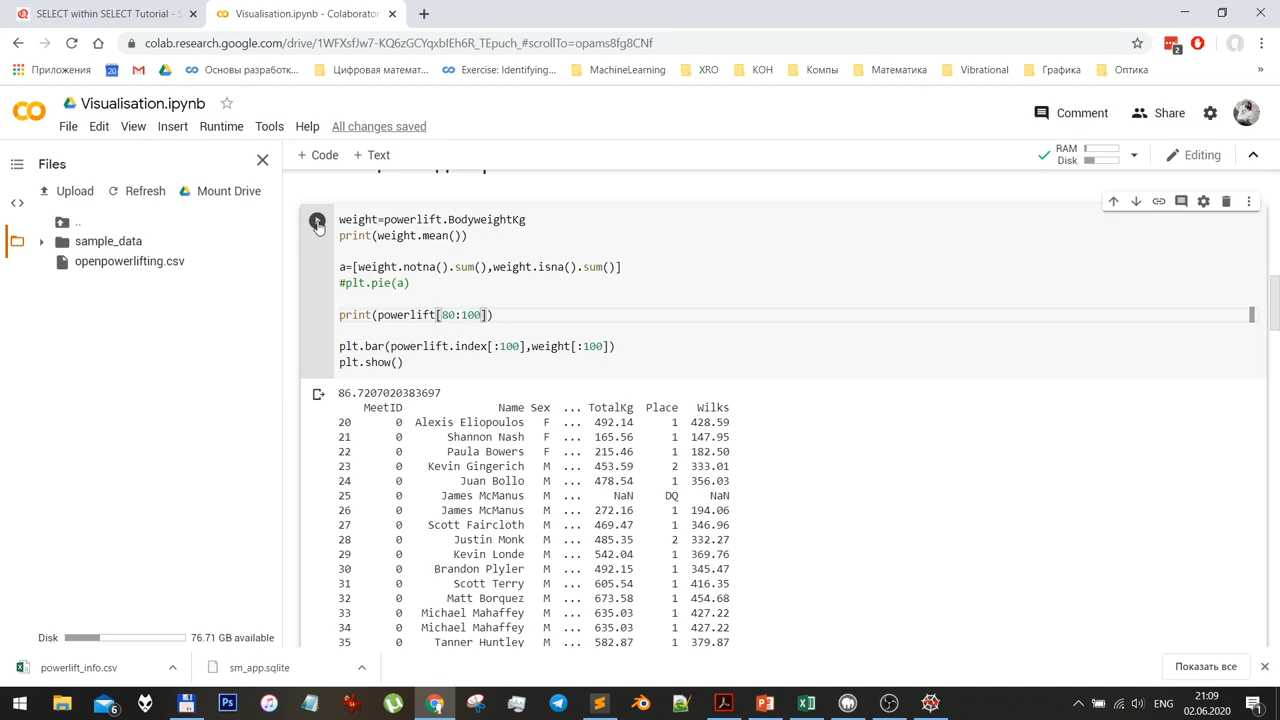 SELECT within SELECT Tutorial - S
Visualisation.ipynb - Colaborator
colab.research.google.com/drive/1WFXsfJw7-KQ6zGCYqxbIEh6R_TEpuch_#scrollTo=opams8fg8CNf
2
Приложения
20
Основы разработк...
Цифровая математ...
Exercise: Identifying...
MachineLearning
XRO
КОН
Компы
Математика
Vibrational
Графика
Оптика
»
Visualisation.ipynb
File Edit View Insert Runtime Tools Help All changes saved
Comment Share
Files
Upload Refresh Mount Drive
..
sample_data
openpowerlifting.csv
Disk 76.71 GB available
+ Code + Text
RAM
Disk
Editing
weight=powerlift.BodyweightKg
print(weight.mean())
a=[weight.notna().sum(),weight.isna().sum()]
#plt.pie(a)
print(powerlift[80:100])
plt.bar(powerlift.index[:100],weight[:100])
plt.show()
86.7207020383697
MeetID Name Sex ... TotalKg Place Wilks
20 0 Alexis Eliopoulos F ... 492.14 1 428.59
21 0 Shannon Nash F ... 165.56 1 147.95
22 0 Paula Bowers F ... 215.46 1 182.50
23 0 Kevin Gingerich M ... 453.59 2 333.01
24 0 Juan Bollo M ... 478.54 1 356.03
25 0 James McManus M ... NaN DQ NaN
26 0 James McManus M ... 272.16 1 194.06
27 0 Scott Faircloth M ... 469.47 1 346.96
28 0 Justin Monk M ... 485.35 2 332.27
29 0 Kevin Londe M ... 542.04 1 369.76
30 0 Brandon Plyler M ... 492.15 1 345.47
31 0 Scott Terry M ... 605.54 1 416.35
32 0 Matt Borquez M ... 673.58 1 454.68
33 0 Michael Mahaffey M ... 635.03 1 427.22
34 0 Michael Mahaffey M ... 635.03 1 427.22
35 0 Tanner Huntley M ... 582.87 1 379.87
powerlift_info.csv
sm_app.sqlite
Показать все
6
Ps
ENG
21:09
02.06.2020
1